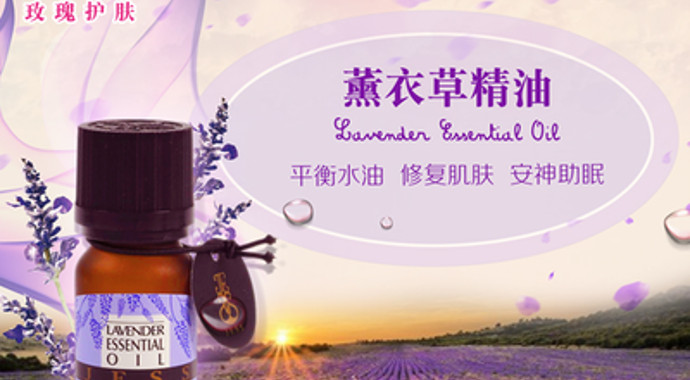 玫瑰护肤
薰衣草精油
Lavender Essential Oil
平衡水油 修复肌肤 安神助眠
LAVENDER
ESSENTIAL
OIL